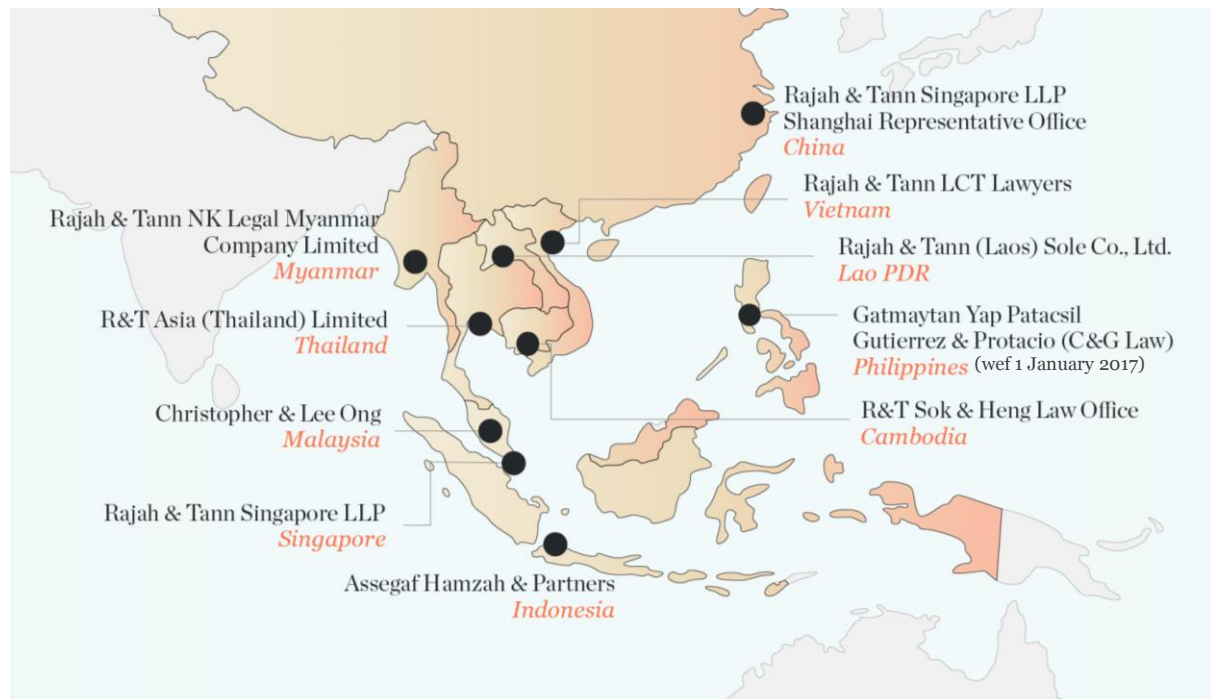 Rajah & Tann Singapore LLP
Shanghai Representative Office
China
Rajah & Tann LCT Lawyers
Vietnam
Rajah & Tann NK Legal Myanmar
Company Limited
Myanmar
Rajah & Tann (Laos) Sole Co., Ltd.
Lao PDR
R&T Asia (Thailand) Limited
Thailand
Gatmaytan Yap Patacsil
Gutierrez & Protacio (C&G Law)
Philippines (wef 1 January 2017)
Christopher & Lee Ong
Malaysia
R&T Sok & Heng Law Office
Cambodia
Rajah & Tann Singapore LLP
Singapore
Assegaf Hamzah & Partners
Indonesia